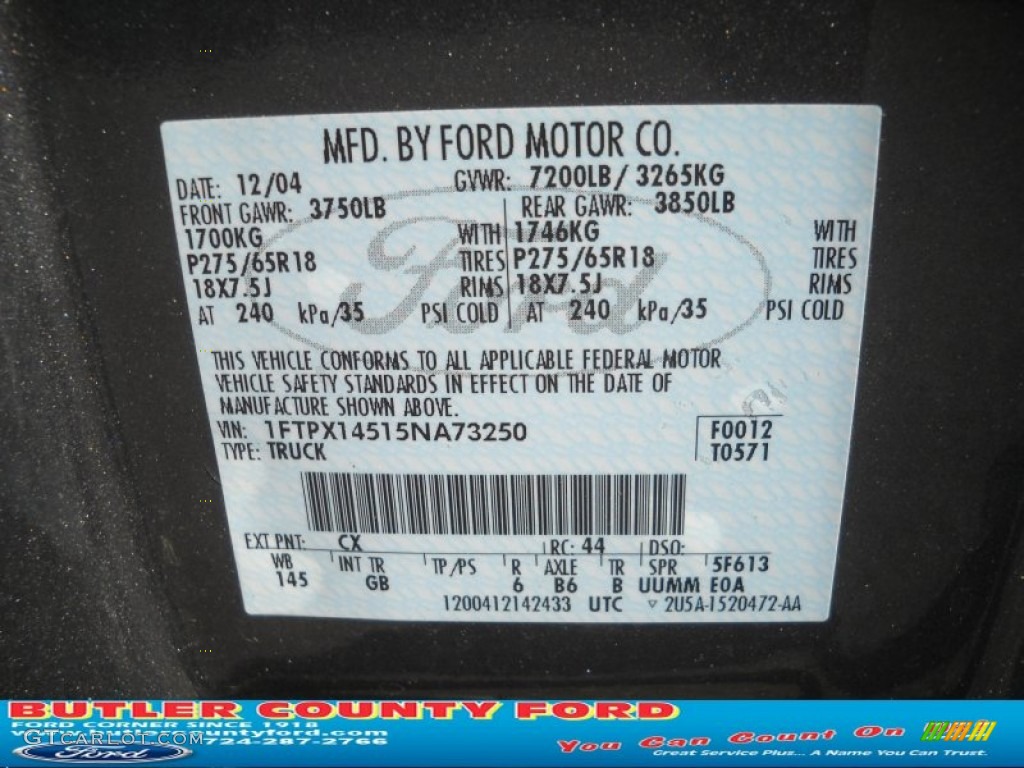 MFD. BY FORD MOTOR CO.
DATE: 12/04 GVWR: 7200LB/ 3265KG
FRONT GAWR: 3750LB REAR GAWR: 3850LB
1700KG WITH 1746KG WITH
P275/65R18 TIRES P275/65R18 TIRES
18X7.5J RIMS 18X7.5J RIMS
AT 240 kPa/35 PSI COLD AT 240 kPa/35 PSI COLD
Ford
THIS VEHICLE CONFORMS TO ALL APPLICABLE FEDERAL MOTOR
VEHICLE SAFETY STANDARDS IN EFFECT ON THE DATE OF
MANUFACTURE SHOWN ABOVE.
VIN: 1FTPX14515NA73250 F0012
TYPE: TRUCK T0571
EXT PNT: CX RC: 44 DSO:
WB INT TR TP/PS R AXLE TR SPR 5F613
145 GB 6 B6 B UUMM E0A
1200412142433 UTC 2U5A-1520472-AA
BUTLER COUNTY FORD
FORD CORNER SINCE 1918
GTcarlot.com
724-287-2766
Ford
You Can Count On
Great Service Plus... A Name You Can Trust.